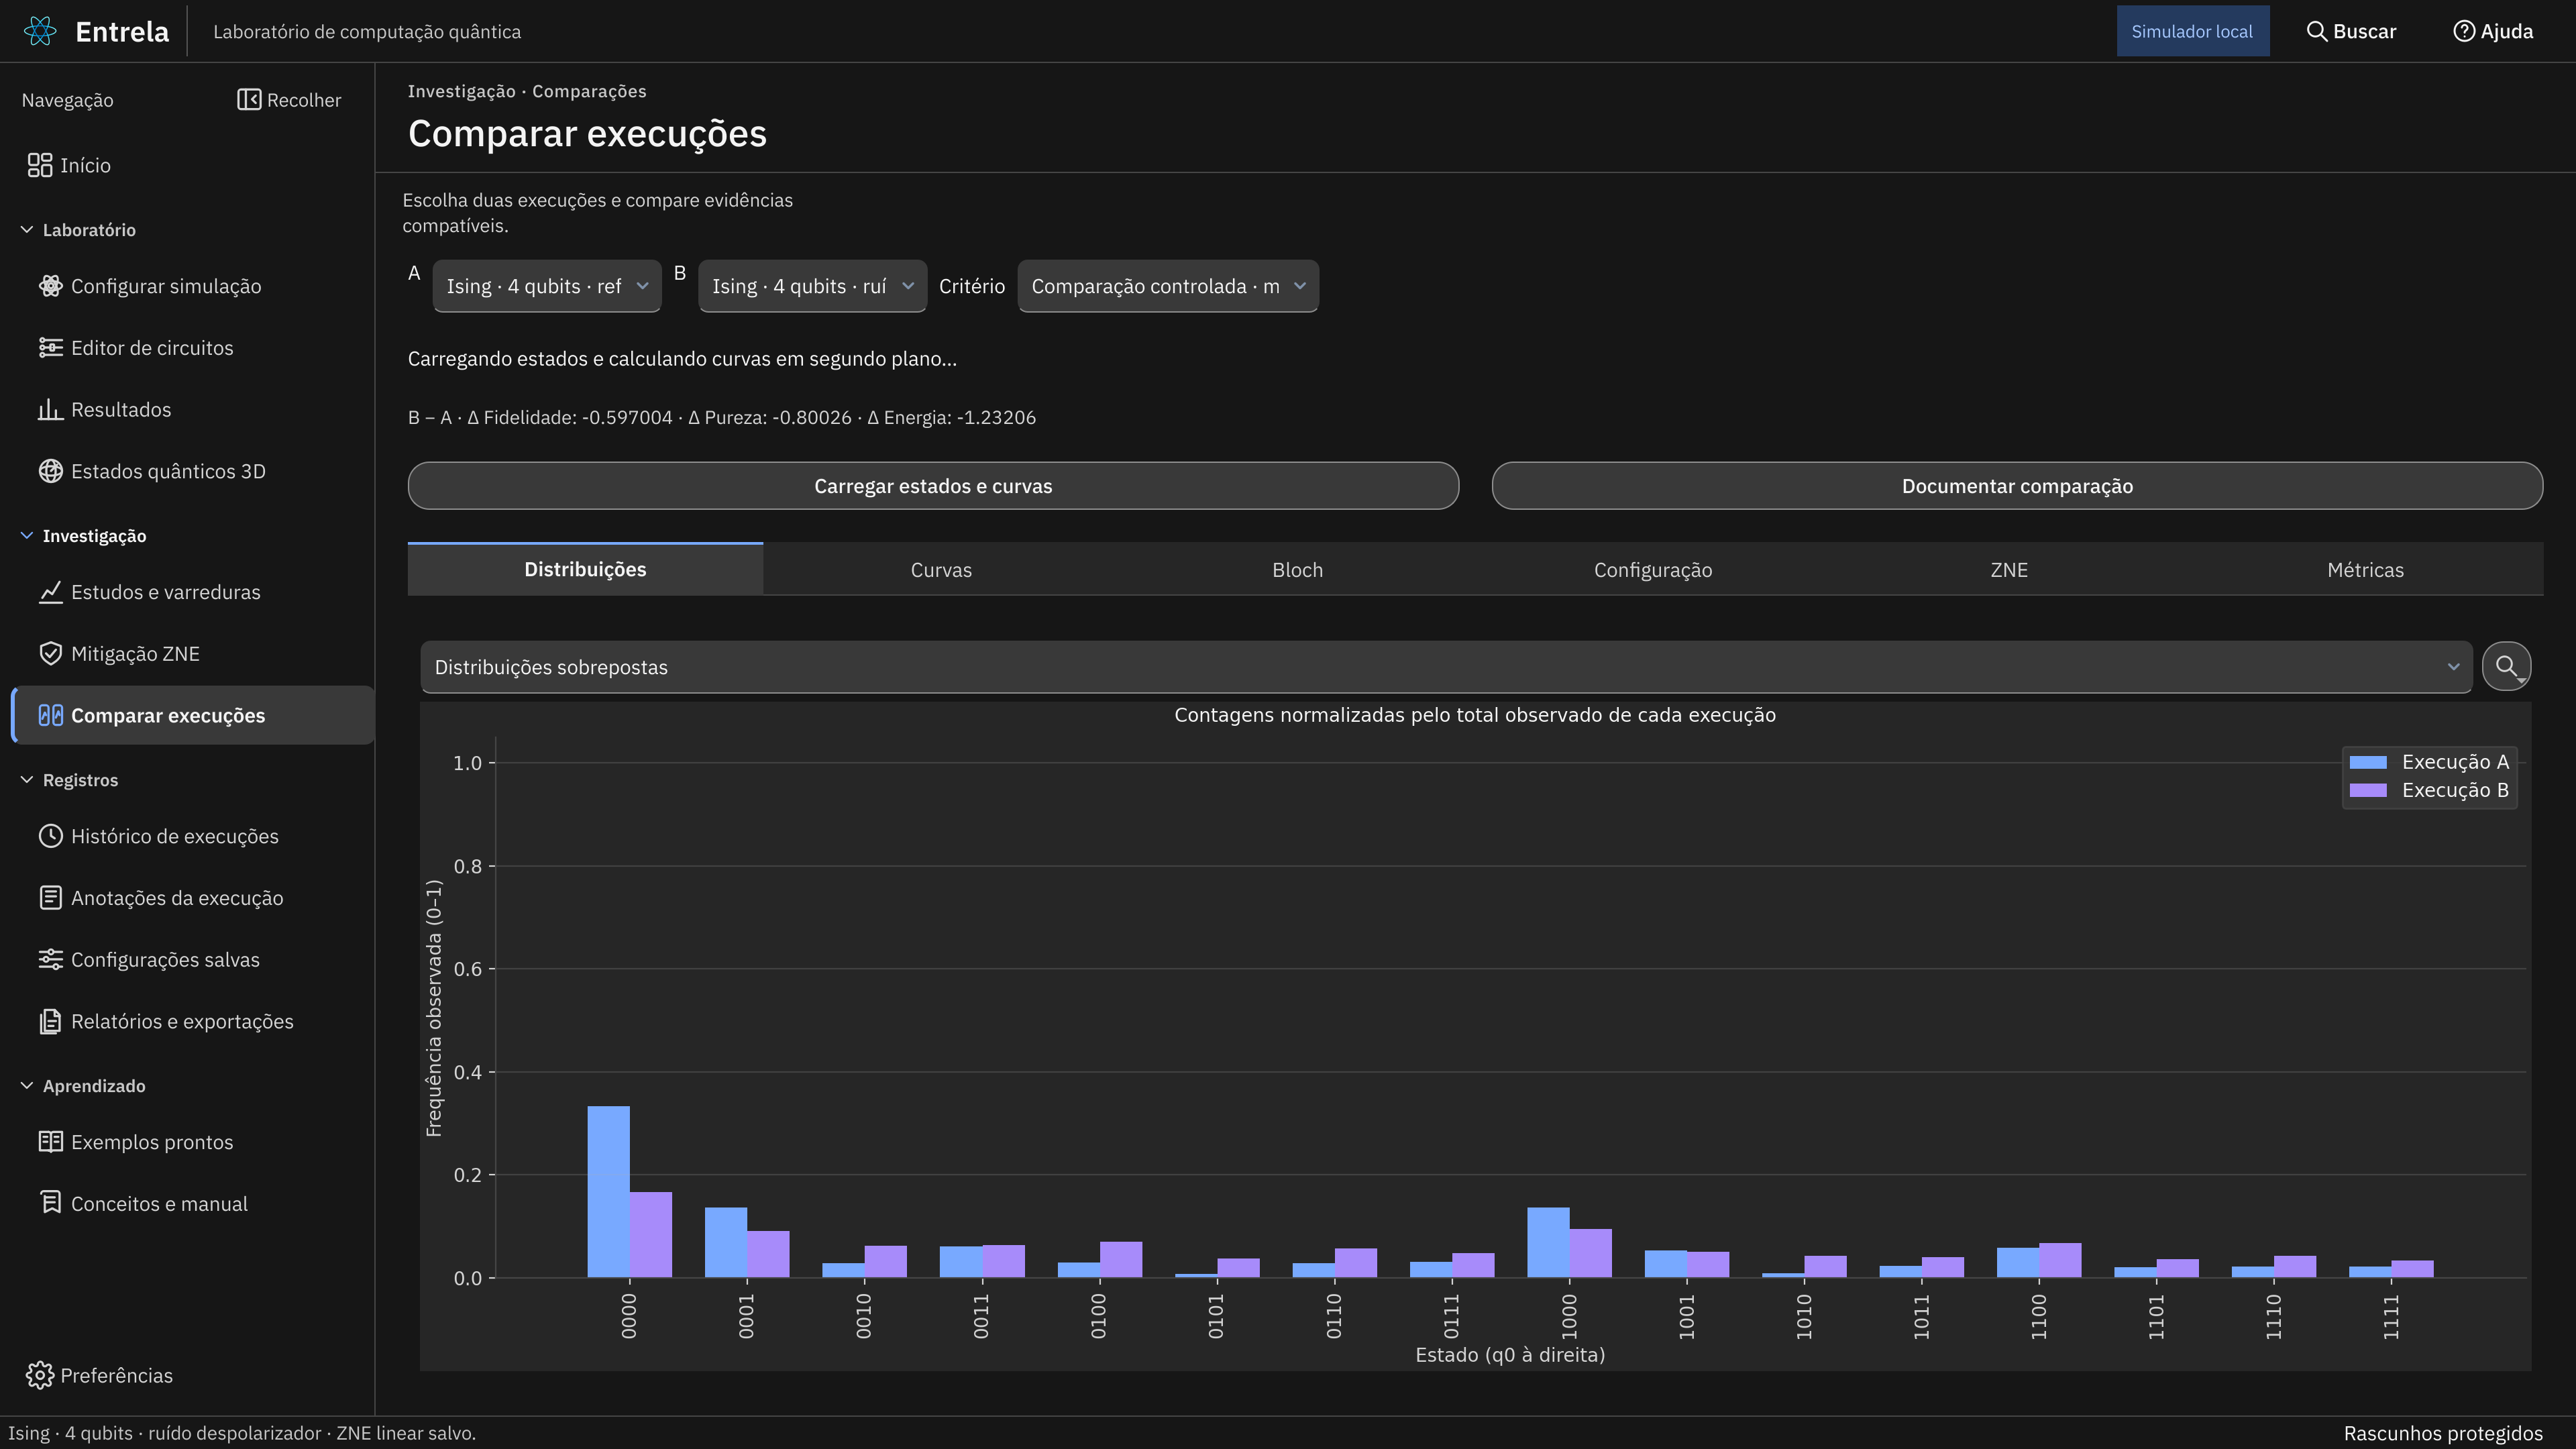 Entrela
Laboratório de computação quântica
Simulador local
Buscar
Ajuda
Navegação
Recolher
Início
Laboratório
Configurar simulação
Editor de circuitos
Resultados
Estados quânticos 3D
Investigação
Estudos e varreduras
Mitigação ZNE
Comparar execuções
Registros
Histórico de execuções
Anotações da execução
Configurações salvas
Relatórios e exportações
Aprendizado
Exemplos prontos
Conceitos e manual
Preferências
Investigação · Comparações
Comparar execuções
Escolha duas execuções e compare evidências
compatíveis.
A
Ising · 4 qubits · ref
B
Ising · 4 qubits · ruí
Critério
Comparação controlada · m
Carregando estados e calculando curvas em segundo plano...
B – A · Δ Fidelidade: -0.597004 · Δ Pureza: -0.80026 · Δ Energia: -1.23206
Carregar estados e curvas
Documentar comparação
Distribuições
Curvas
Bloch
Configuração
ZNE
Métricas
Distribuições sobrepostas
Contagens normalizadas pelo total observado de cada execução
Execução A
Execução B
Frequência observada (0–1)
1.0
0.8
0.6
0.4
0.2
0.0
0000
0001
0010
0011
0100
0101
0110
0111
1000
1001
1010
1011
1100
1101
1110
1111
Estado (q0 à direita)
Ising · 4 qubits · ruído despolarizador · ZNE linear salvo.
Rascunhos protegidos